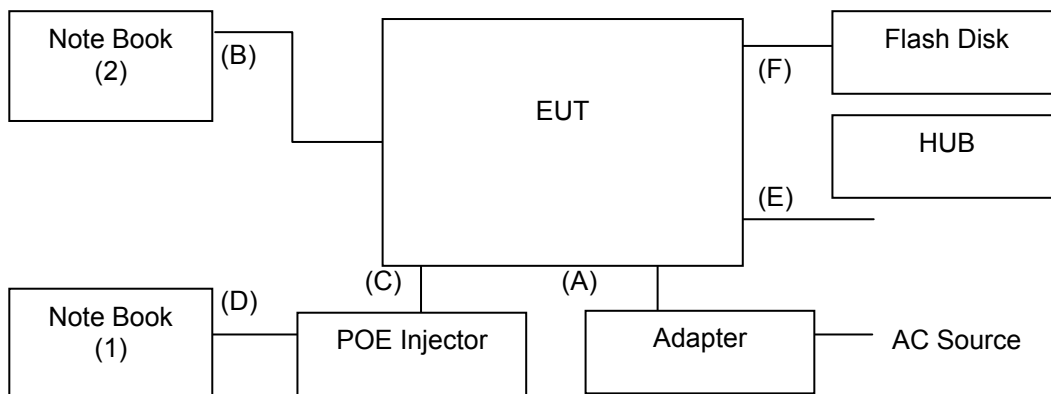 Note Book
(2)
(B)
EUT
(F)
Flash Disk
HUB
(E)
(C)
(A)
Note Book
(1)
(D)
POE Injector
Adapter
AC Source